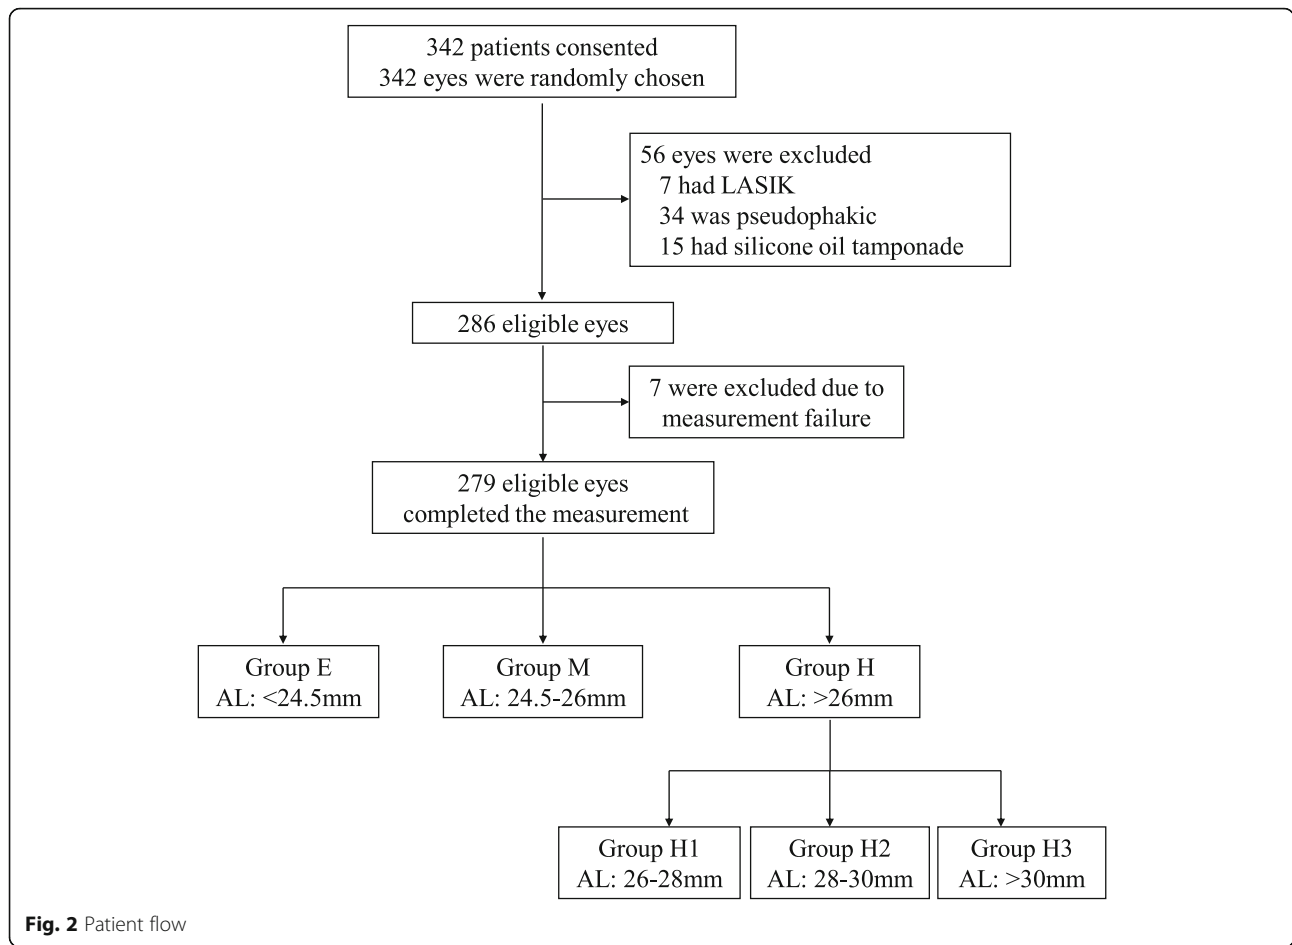 342 patients consented
342 eyes were randomly chosen
56 eyes were excluded
7 had LASIK
34 was pseudophakic
15 had silicone oil tamponade
286 eligible eyes
7 were excluded due to
measurement failure
279 eligible eyes
completed the measurement
Group E
AL: <24.5mm
Group M
AL: 24.5-26mm
Group H
AL: >26mm
Group H1
AL: 26-28mm
Group H2
AL: 28-30mm
Group H3
AL: >30mm
Fig. 2 Patient flow